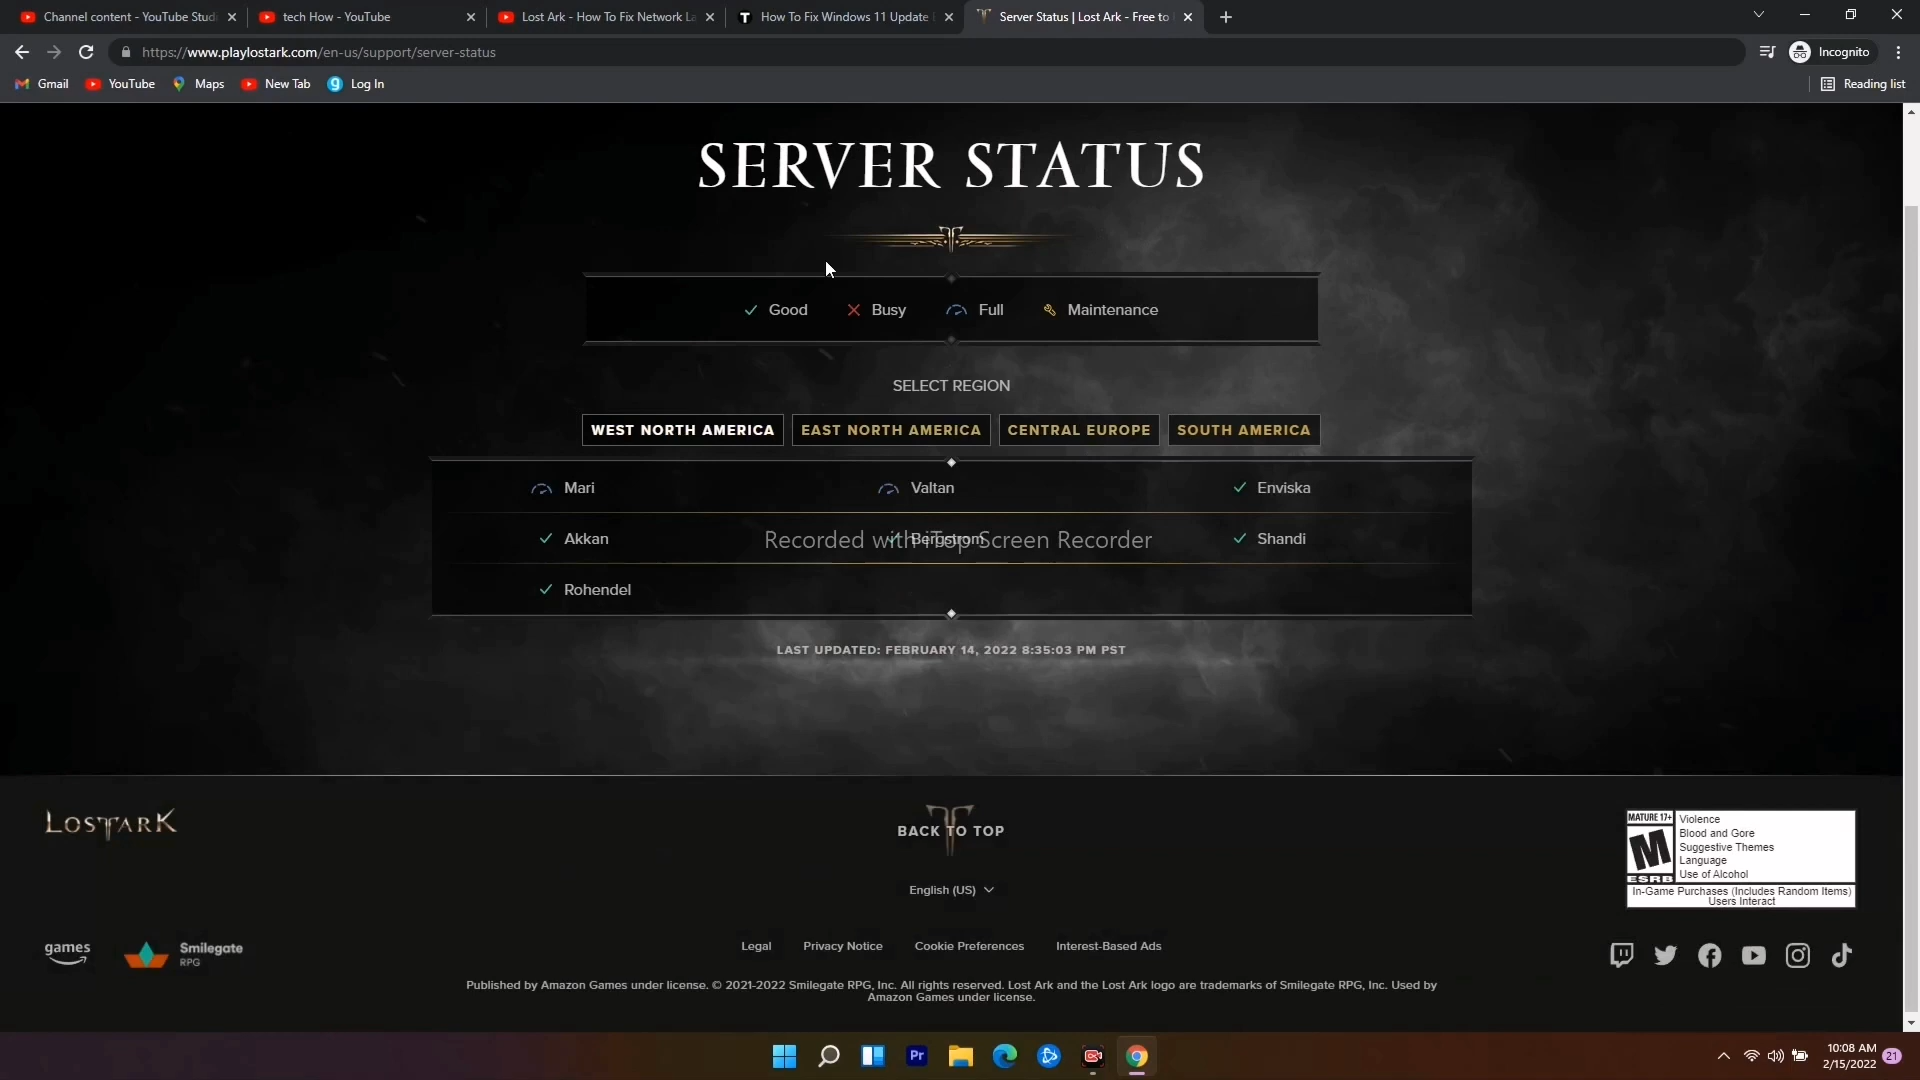 Channel content - YouTube Studi
tech How - YouTube
Lost Ark - How To Fix Network La
How To Fix Windows 11 Update E
Server Status | Lost Ark - Free to
https://www.playlostark.com/en-us/support/server-status
Incognito
Gmail
YouTube
Maps
New Tab
Log In
Reading list
SERVER STATUS
Good
Busy
Full
Maintenance
SELECT REGION
WEST NORTH AMERICA
EAST NORTH AMERICA
CENTRAL EUROPE
SOUTH AMERICA
Mari
Valtan
Enviska
Akkan
Bergstrom
Shandi
Recorded with iTop Screen Recorder
Rohendel
LAST UPDATED: FEBRUARY 14, 2022 8:35:03 PM PST
LOST ARK
BACK TO TOP
English (US)
MATURE 17+
M
ESRB
Violence
Blood and Gore
Suggestive Themes
Language
Use of Alcohol
In-Game Purchases (Includes Random Items)
Users Interact
games
Smilegate
RPG
Legal
Privacy Notice
Cookie Preferences
Interest-Based Ads
Published by Amazon Games under license. © 2021-2022 Smilegate RPG, Inc. All rights reserved. Lost Ark and the Lost Ark logo are trademarks of Smilegate RPG, Inc. Used by
Amazon Games under license.
Pr
10:08 AM
2/15/2022
21